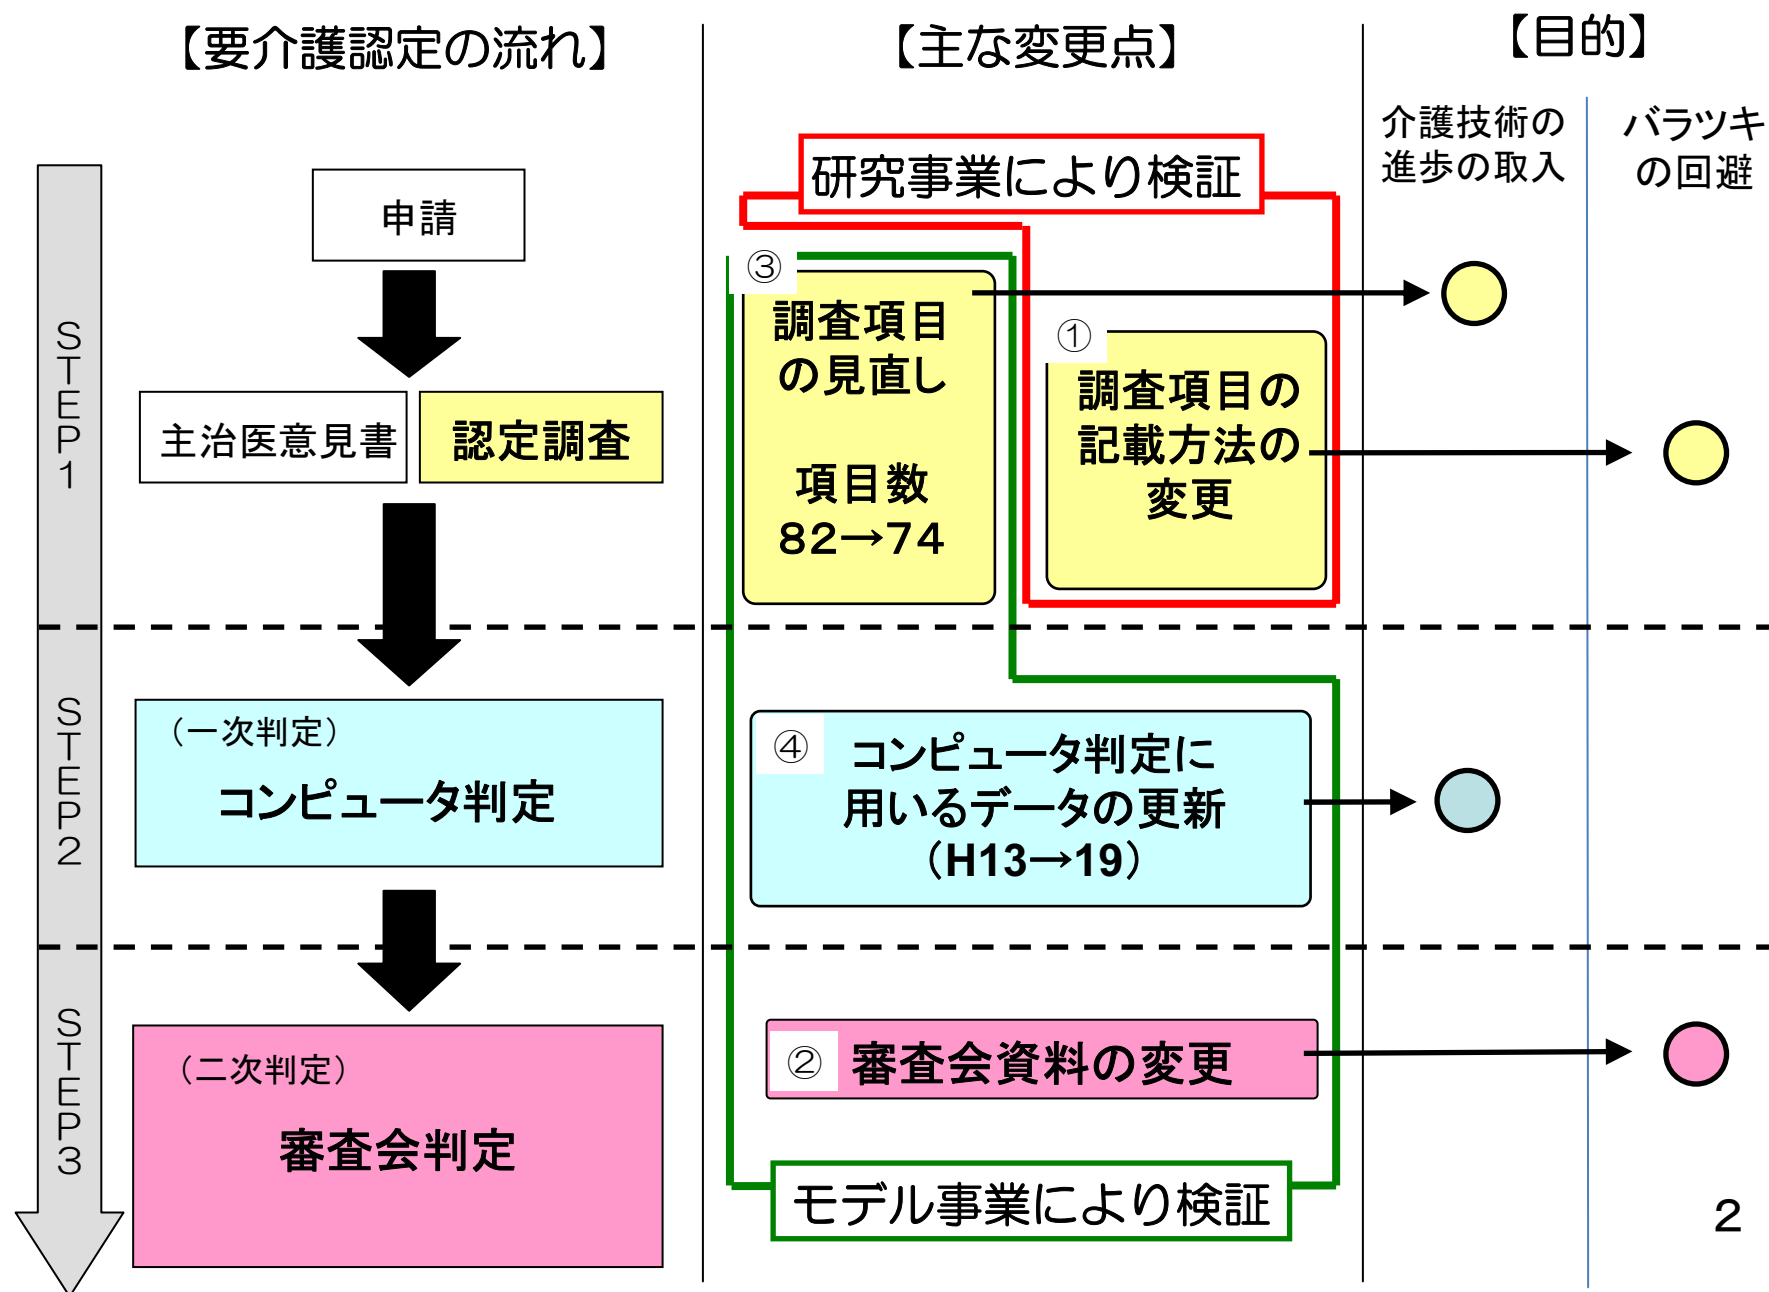 【要介護認定の流れ】
【主な変更点】
【目的】
介護技術の
進歩の取入
バラツキ
の回避
STEP1
申請
主治医意見書
認定調査
研究事業により検証
③
調査項目
の見直し
項目数
82→74
①
調査項目の
記載方法の
変更
STEP2
(一次判定)
コンピュータ判定
④
コンピュータ判定に
用いるデータの更新
(H13→19)
STEP3
(二次判定)
審査会判定
②
審査会資料の変更
モデル事業により検証
2